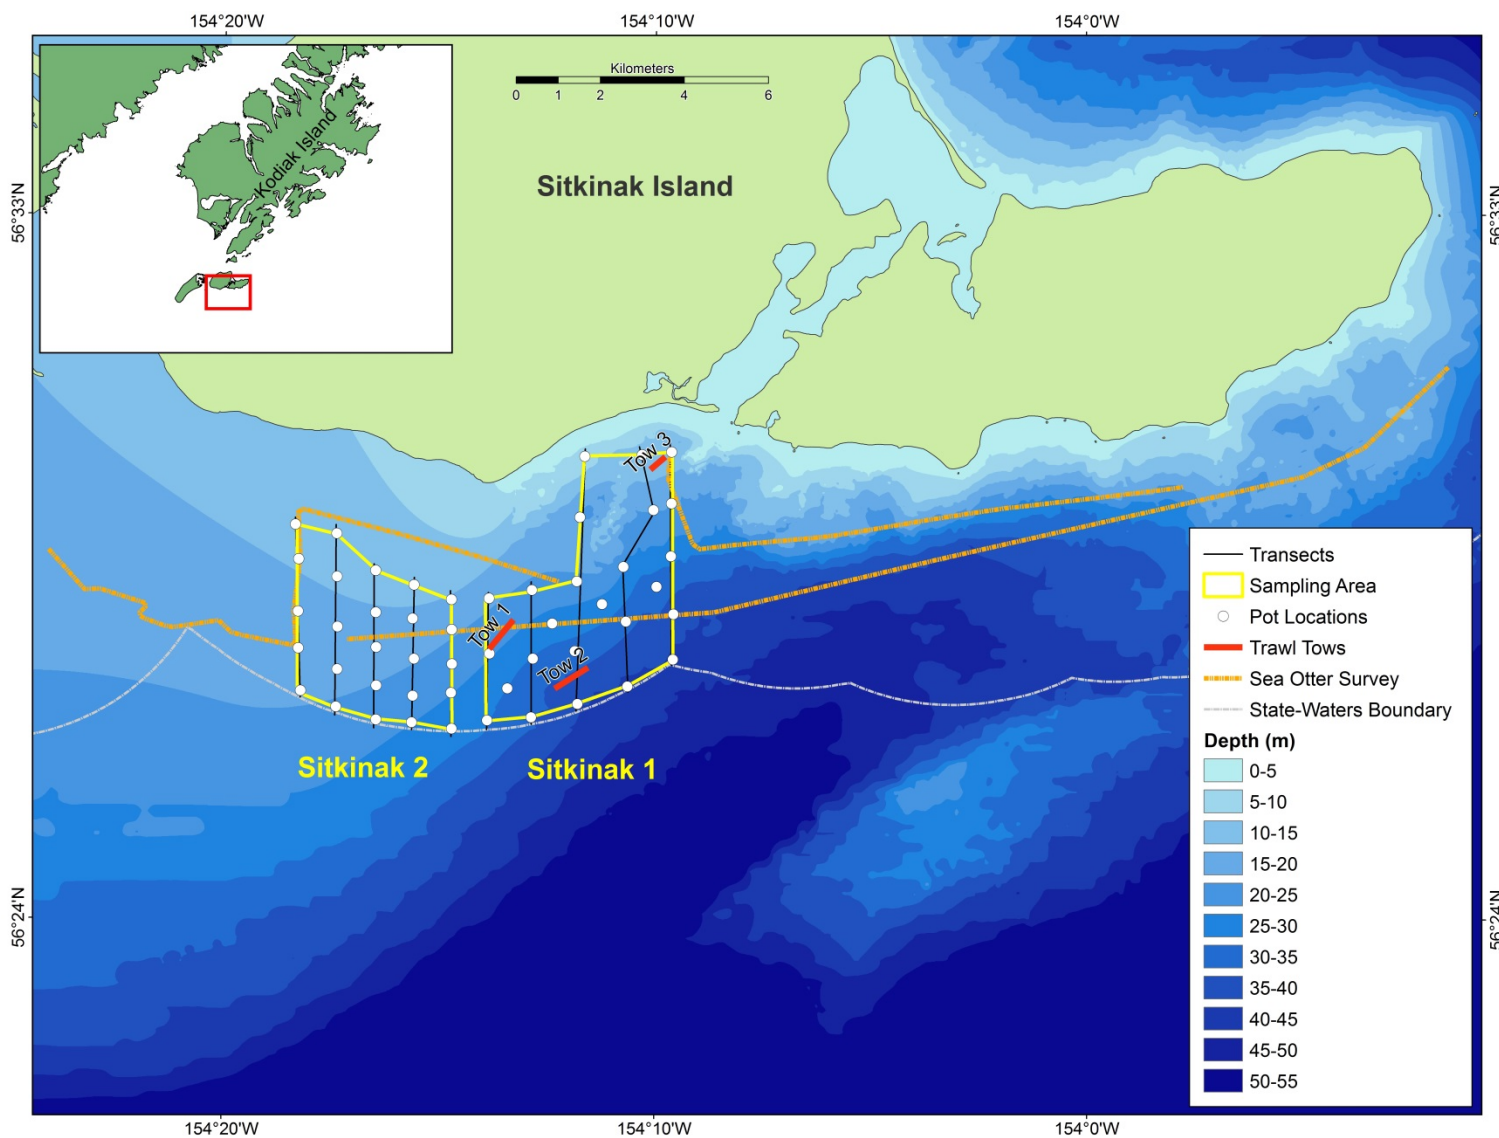 154°20'W
154°10'W
154°0'W
Kilometers
0 1 2 4 6
Kodiak Island
Sitkinak Island
56°33'N
56°33'N
Tow 3
Tow 1
Tow 2
Sitkinak 2
Sitkinak 1
Transects
Sampling Area
Pot Locations
Trawl Tows
Sea Otter Survey
State-Waters Boundary
Depth (m)
0-5
5-10
10-15
15-20
20-25
25-30
30-35
35-40
40-45
45-50
50-55
56°24'N
56°24'N
154°20'W
154°10'W
154°0'W